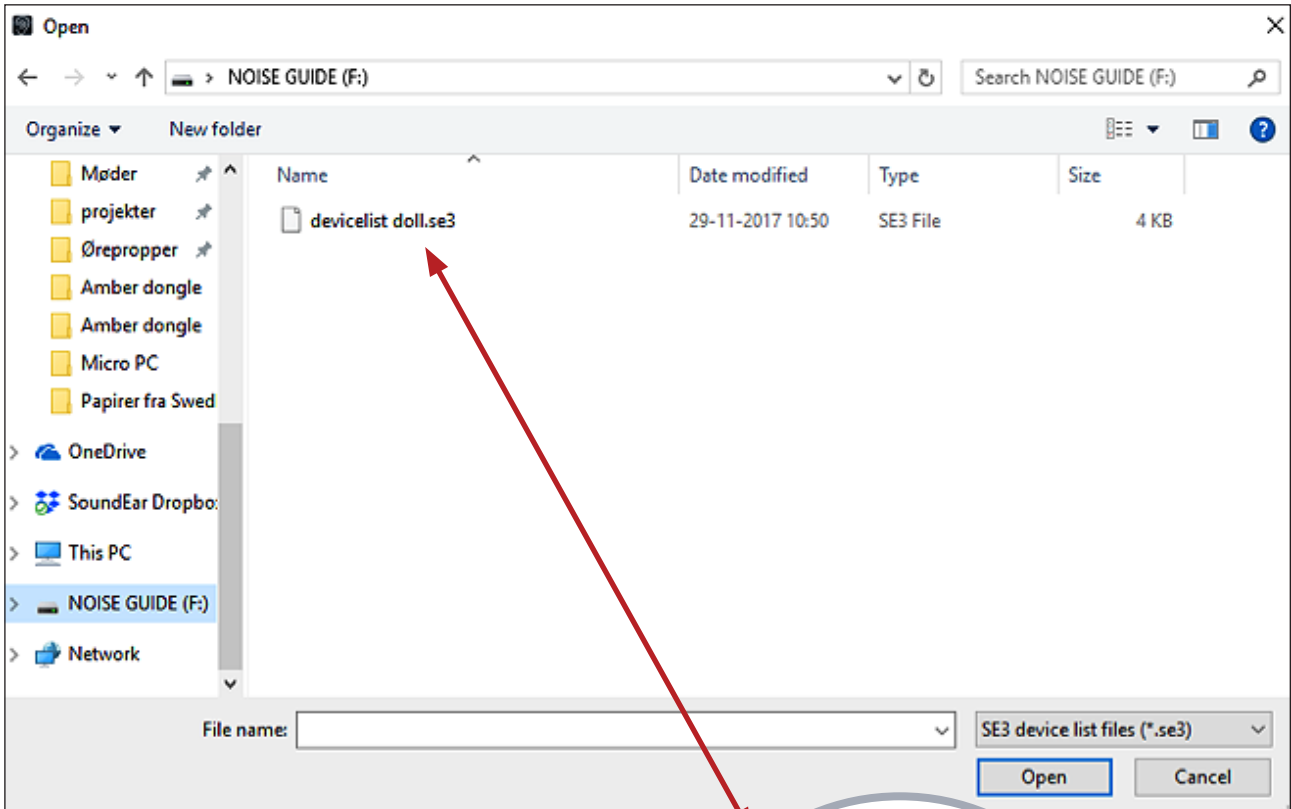 Open
NOISE GUIDE (F:)
Search NOISE GUIDE (F:)
Organize
New folder
Møder
projekter
Ørepropper
Amber dongle
Amber dongle
Micro PC
Papirer fra Swed
OneDrive
SoundEar Dropbo
This PC
NOISE GUIDE (F:)
Network
Name Date modified Type Size
devicelist doll.se3 29-11-2017 10:50 SE3 File 4 KB
File name:
SE3 device list files (*.se3)
Open Cancel